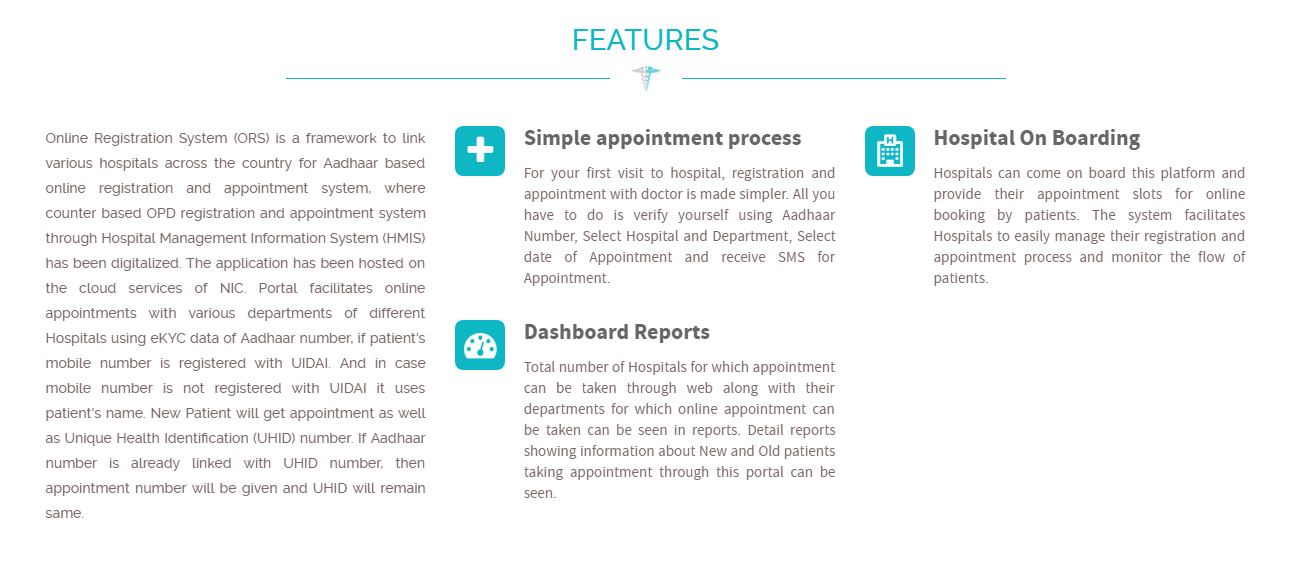 FEATURES
Online Registration System (ORS) is a framework to link
various hospitals across the country for Aadhaar based
online registration and appointment system, where
counter based OPD registration and appointment system
through Hospital Management Information System (HMIS)
has been digitalized. The application has been hosted on
the cloud services of NIC. Portal facilitates online
appointments with various departments of different
Hospitals using eKYC data of Aadhaar number, if patient's
mobile number is registered with UIDAI. And in case
mobile number is not registered with UIDAI it uses
patient's name. New Patient will get appointment as well
as Unique Health Identification (UHID) number. If Aadhaar
number is already linked with UHID number, then
appointment number will be given and UHID will remain
same.
Simple appointment process
For your first visit to hospital, registration and
appointment with doctor is made simpler. All you
have to do is verify yourself using Aadhaar
Number, Select Hospital and Department, Select
date of Appointment and receive SMS for
Appointment.
Dashboard Reports
Total number of Hospitals for which appointment
can be taken through web along with their
departments for which online appointment can
be taken can be seen in reports. Detail reports
showing information about New and Old patients
taking appointment through this portal can be
seen.
Hospital On Boarding
Hospitals can come on board this platform and
provide their appointment slots for online
booking by patients. The system facilitates
Hospitals to easily manage their registration and
appointment process and monitor the flow of
patients.